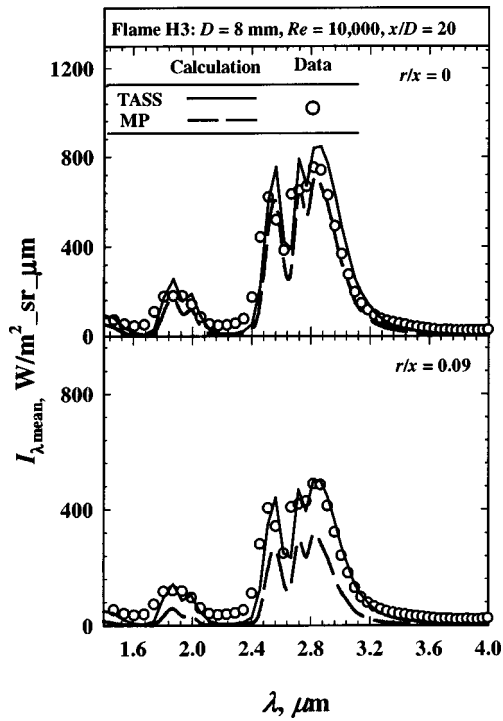 Flame H3: D = 8 mm, Re = 10,000, x/D = 20
Calculation Data
TASS
MP
r/x = 0
1200
800
400
0
r/x = 0.09
800
400
0
I_λ mean, W/m²_sr_μm
1.6 2.0 2.4 2.8 3.2 3.6 4.0
λ, μm